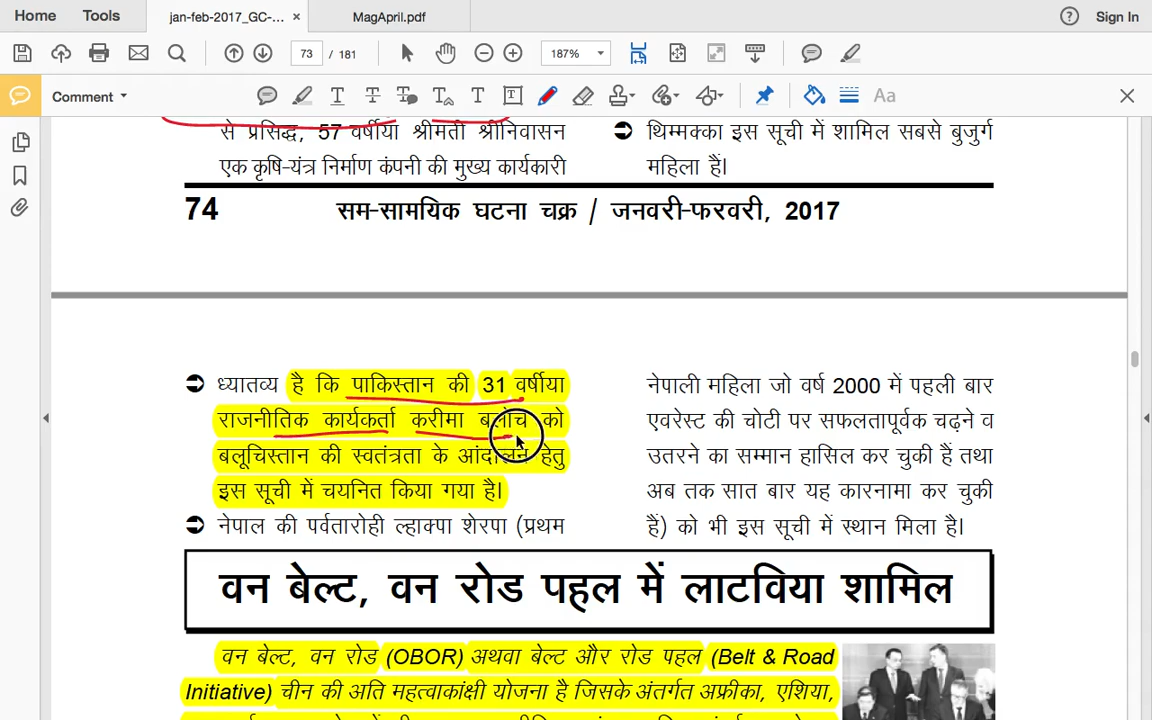 Home Tools jan-feb-2017_GC-... × MagApril.pdf Sign In
73 / 181 187%
Comment Aa
से प्रसिद्ध, 57 वर्षीया श्रीमती श्रीनिवासन
एक कृषि-यंत्र निर्माण कंपनी की मुख्य कार्यकारी
थिम्मक्का इस सूची में शामिल सबसे बुजुर्ग
महिला हैं।
74 सम-सामयिक घटना चक्र / जनवरी-फरवरी, 2017
ध्यातव्य है कि पाकिस्तान की 31 वर्षीया
राजनीतिक कार्यकर्ता करीमा बलोच को
बलूचिस्तान की स्वतंत्रता के आंदोलन हेतु
इस सूची में चयनित किया गया है।
नेपाल की पर्वतारोही ल्हाक्पा शेरपा (प्रथम
नेपाली महिला जो वर्ष 2000 में पहली बार
एवरेस्ट की चोटी पर सफलतापूर्वक चढ़ने व
उतरने का सम्मान हासिल कर चुकी हैं तथा
अब तक सात बार यह कारनामा कर चुकी
हैं) को भी इस सूची में स्थान मिला है।
वन बेल्ट, वन रोड पहल में लाटविया शामिल
वन बेल्ट, वन रोड (OBOR) अथवा बेल्ट और रोड पहल (Belt & Road
Initiative) चीन की अति महत्वाकांक्षी योजना है जिसके अंतर्गत अफ्रीका, एशिया,